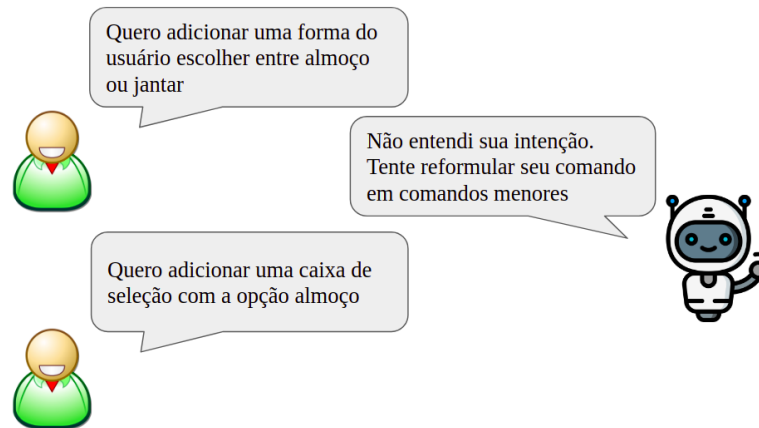 Quero adicionar uma forma do
usuário escolher entre almoço
ou jantar
Não entendi sua intenção.
Tente reformular seu comando
em comandos menores
Quero adicionar uma caixa de
seleção com a opção almoço